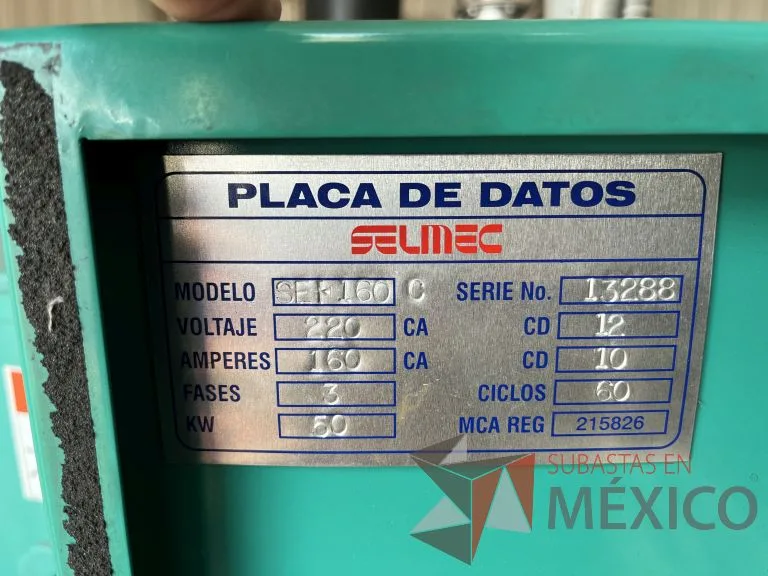 PLACA DE DATOS
SELMEC
MODELO 160 C SERIE No. 13288
VOLTAJE 220 CA CD 12
AMPERES 160 CA CD 10
FASES 3 CICLOS 60
KW 50 MCA REG 215826
SUBASTAS EN
MÉXICO